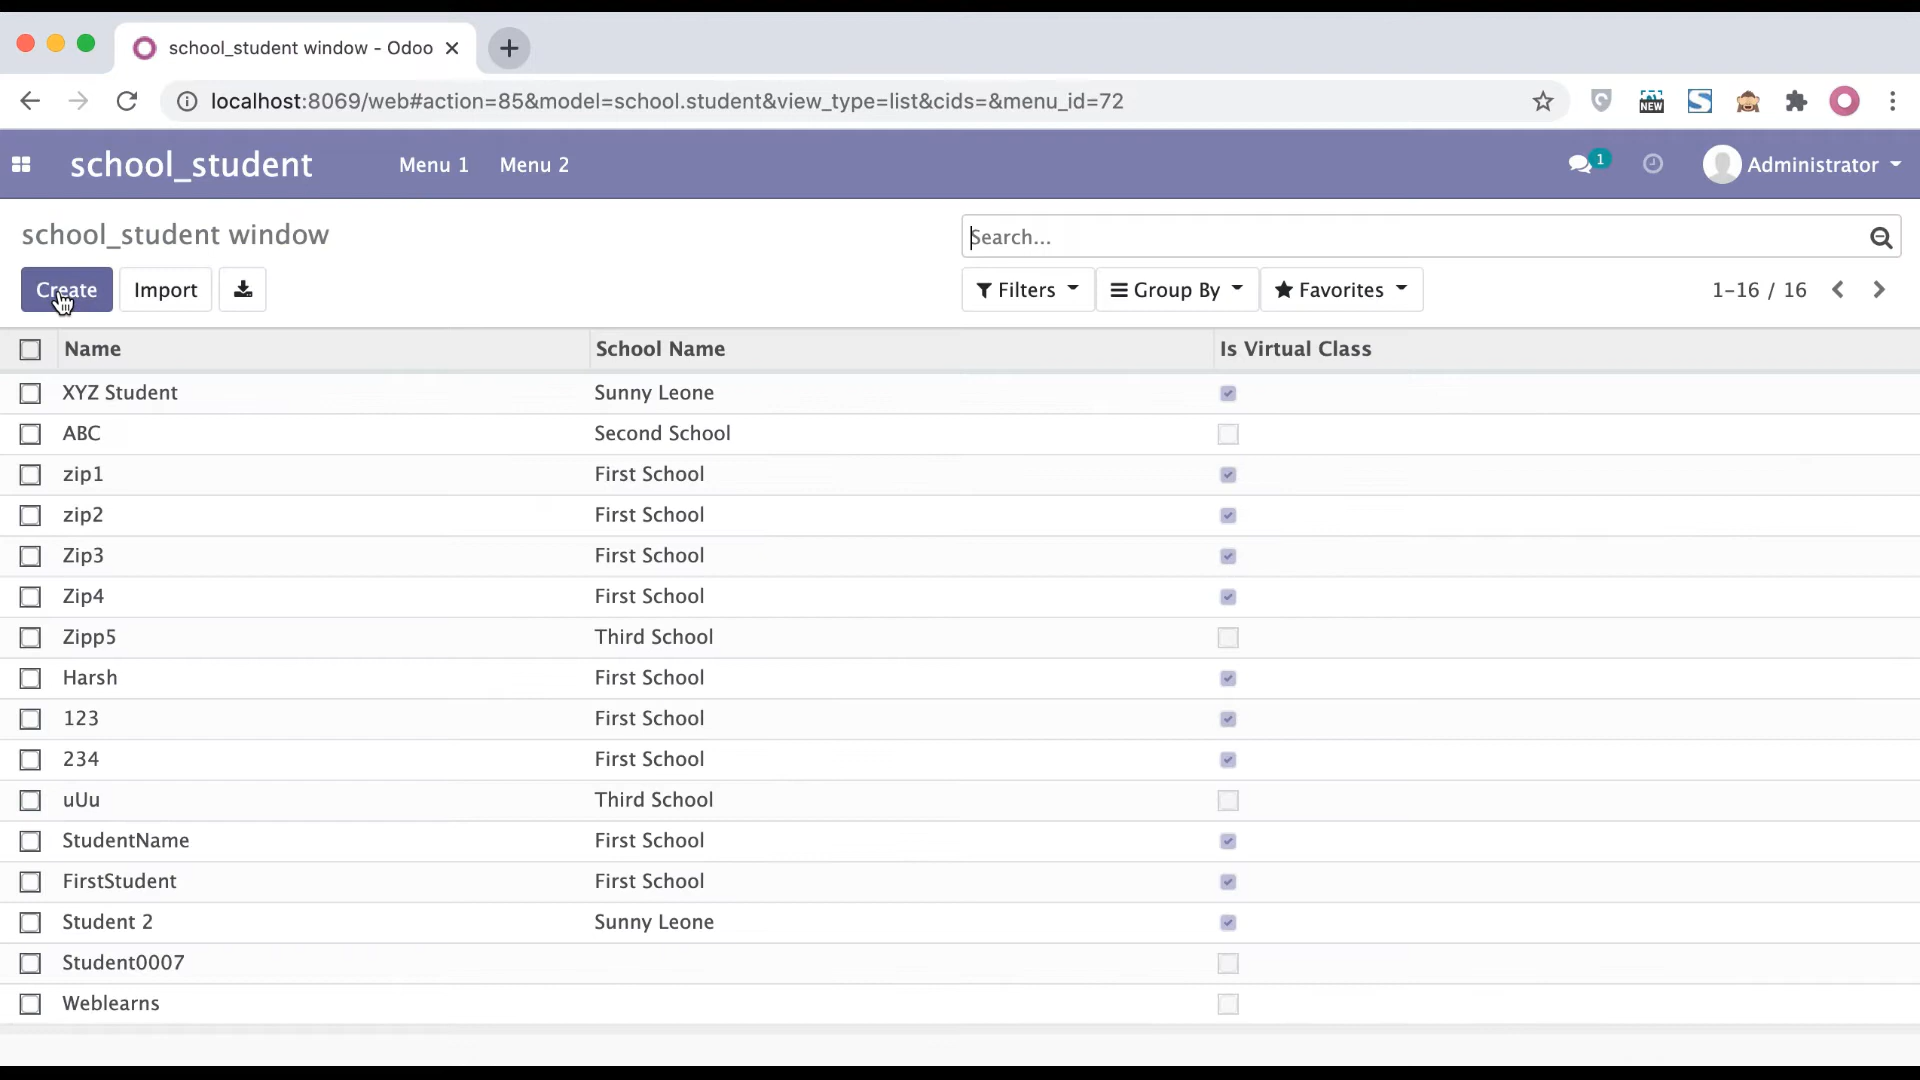 school_student window - Odoo
localhost:8069/web#action=85&model=school.student&view_type=list&cids=&menu_id=72
NEW
school_student Menu 1 Menu 2 1 Administrator
school_student window
Search...
Create Import Filters Group By Favorites 1-16 / 16
Name School Name Is Virtual Class
XYZ Student Sunny Leone
ABC Second School
zip1 First School
zip2 First School
Zip3 First School
Zip4 First School
Zipp5 Third School
Harsh First School
123 First School
234 First School
uUu Third School
StudentName First School
FirstStudent First School
Student 2 Sunny Leone
Student0007
Weblearns